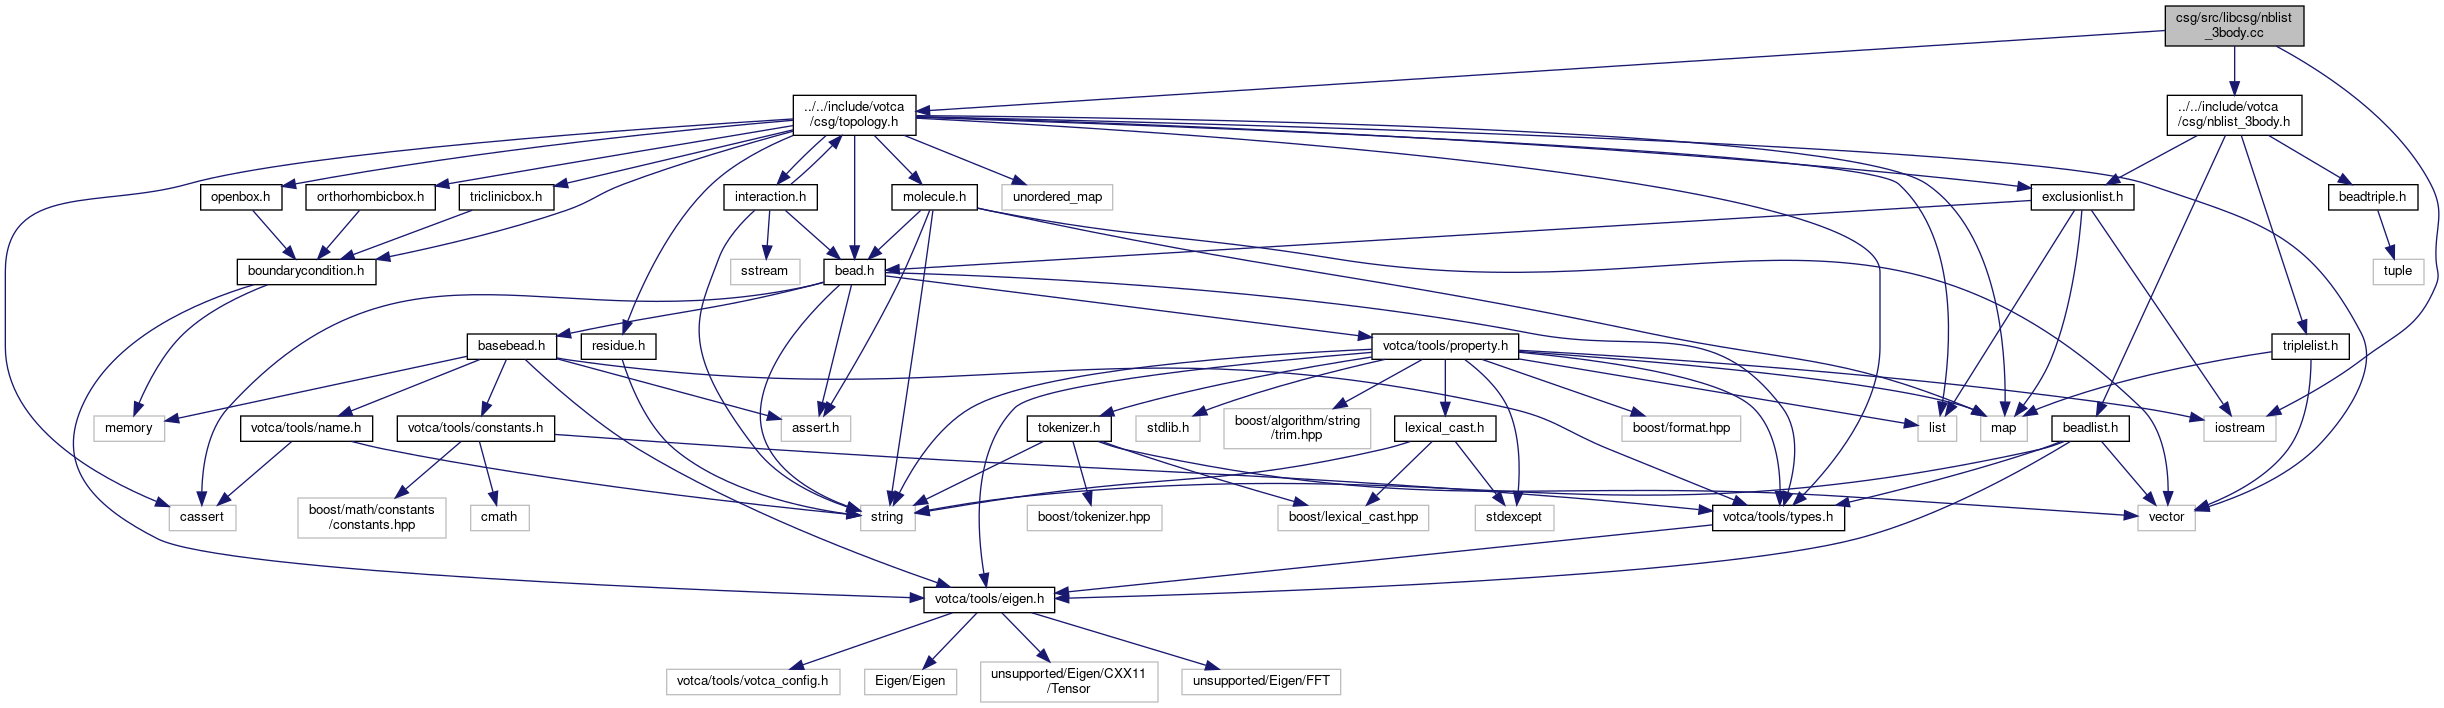 csg/src/libcsg/nblist
_3body.cc
../../include/votca
/csg/topology.h
../../include/votca
/csg/nblist_3body.h
openbox.h
orthorhombicbox.h
triclinicbox.h
interaction.h
molecule.h
unordered_map
exclusionlist.h
beadtriple.h
boundarycondition.h
sstream
bead.h
tuple
basebead.h
residue.h
votca/tools/property.h
triplelist.h
memory
votca/tools/name.h
votca/tools/constants.h
assert.h
tokenizer.h
stdlib.h
boost/algorithm/string
/trim.hpp
lexical_cast.h
boost/format.hpp
list
map
beadlist.h
iostream
cassert
boost/math/constants
/constants.hpp
cmath
string
boost/tokenizer.hpp
boost/lexical_cast.hpp
stdexcept
votca/tools/types.h
vector
votca/tools/eigen.h
votca/tools/votca_config.h
Eigen/Eigen
unsupported/Eigen/CXX11
/Tensor
unsupported/Eigen/FFT